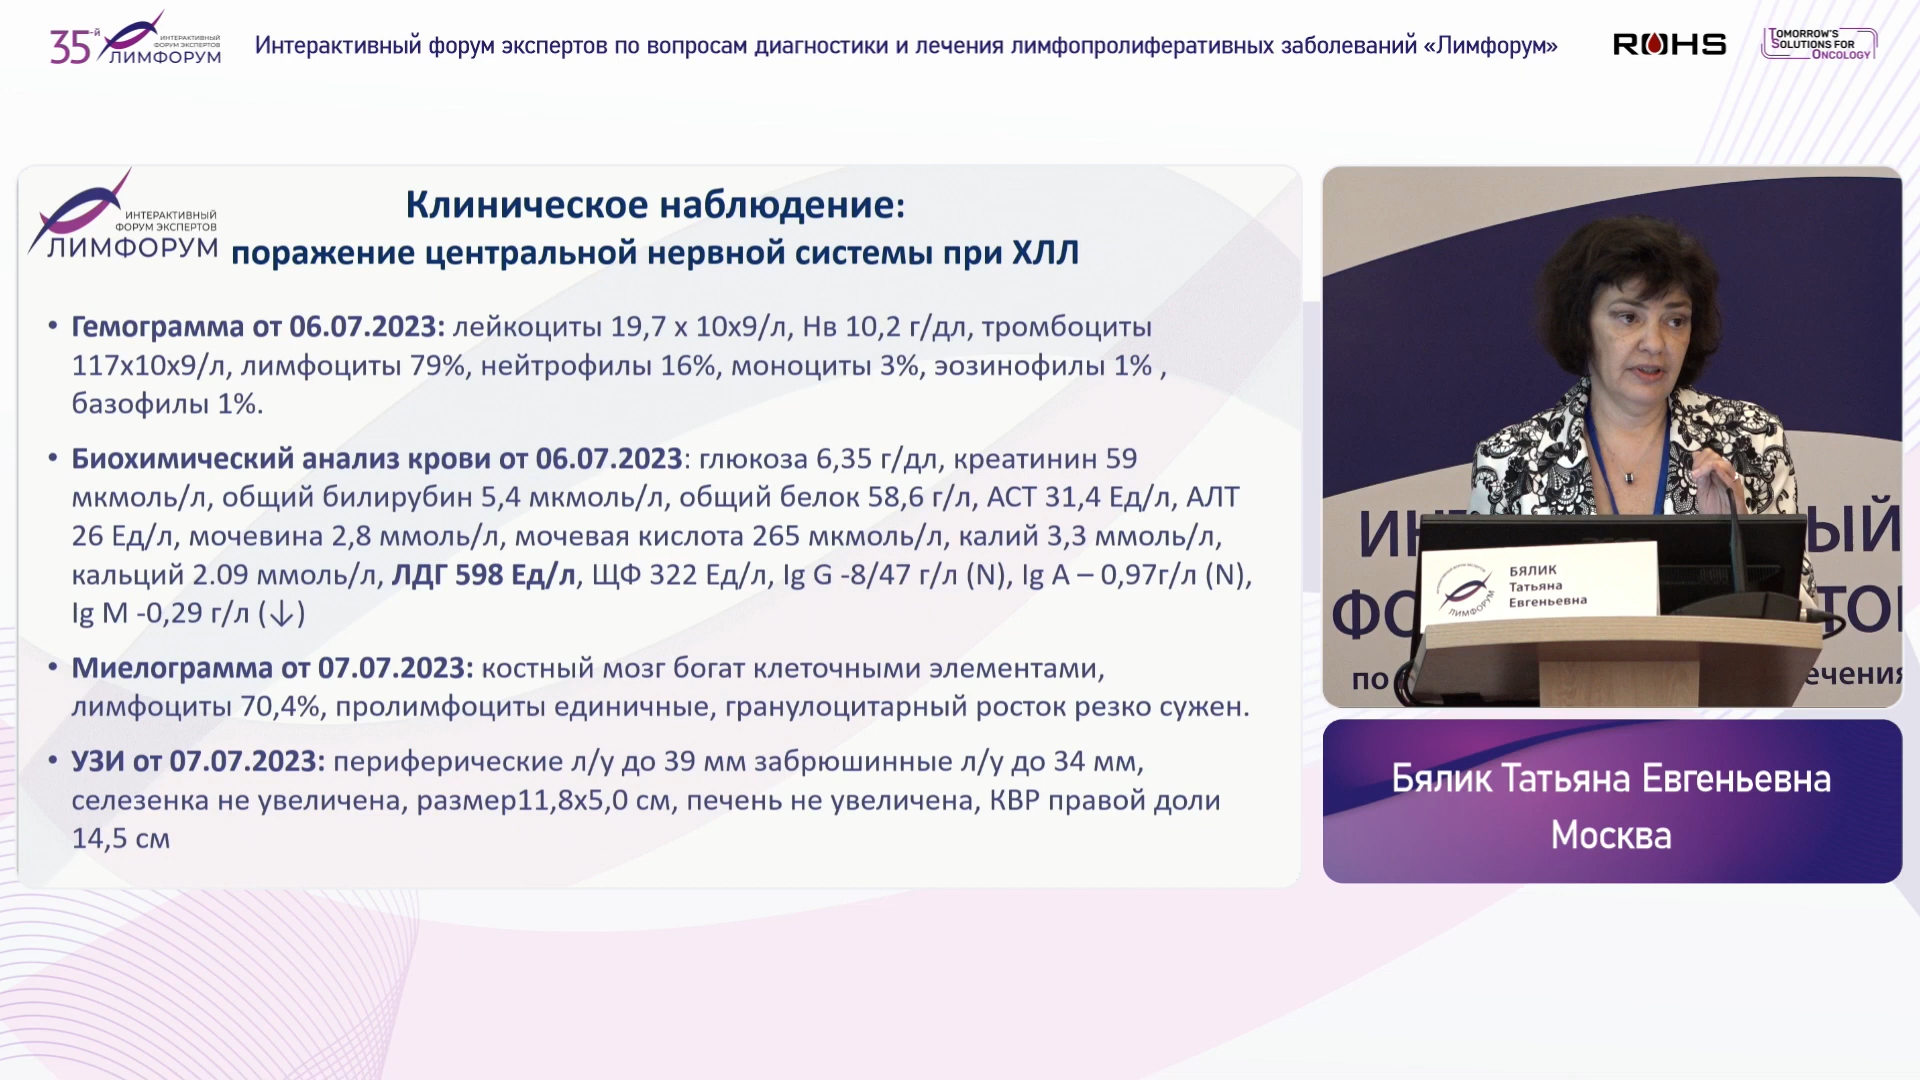 35-й
ИНТЕРАКТИВНЫЙ
ФОРУМ ЭКСПЕРТОВ
ЛИМФОРУМ
Интерактивный форум экспертов по вопросам диагностики и лечения лимфопролиферативных заболеваний «Лимфорум»
ROHS
TOMORROW'S
SOLUTIONS FOR
ONCOLOGY
ИНТЕРАКТИВНЫЙ
ФОРУМ ЭКСПЕРТОВ
ЛИМФОРУМ
Клиническое наблюдение:
поражение центральной нервной системы при ХЛЛ
• Гемограмма от 06.07.2023: лейкоциты 19,7 х 10х9/л, Нв 10,2 г/дл, тромбоциты
117х10х9/л, лимфоциты 79%, нейтрофилы 16%, моноциты 3%, эозинофилы 1% ,
базофилы 1%.
• Биохимический анализ крови от 06.07.2023: глюкоза 6,35 г/дл, креатинин 59
мкмоль/л, общий билирубин 5,4 мкмоль/л, общий белок 58,6 г/л, АСТ 31,4 Ед/л, АЛТ
26 Ед/л, мочевина 2,8 ммоль/л, мочевая кислота 265 мкмоль/л, калий 3,3 ммоль/л,
кальций 2.09 ммоль/л, ЛДГ 598 Ед/л, ЩФ 322 Ед/л, Ig G -8/47 г/л (N), Ig A – 0,97г/л (N),
Ig M -0,29 г/л (↓)
• Миелограмма от 07.07.2023: костный мозг богат клеточными элементами,
лимфоциты 70,4%, пролимфоциты единичные, гранулоцитарный росток резко сужен.
• УЗИ от 07.07.2023: периферические л/у до 39 мм забрюшинные л/у до 34 мм,
селезенка не увеличена, размер11,8х5,0 см, печень не увеличена, КВР правой доли
14,5 см
ИН ЫЙ
ФО ТО
по ечения
ЛИМФОРУМ
БЯЛИК
Татьяна
Евгеньевна
Бялик Татьяна Евгеньевна
Москва